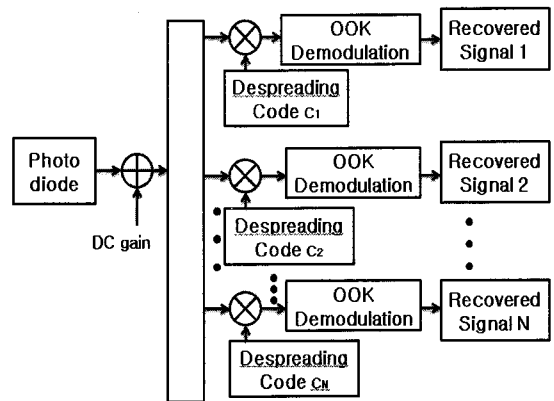 OOK
Demodulation
Recovered
Signal 1
Despreading
Code C1
Photo
diode
DC gain
OOK
Demodulation
Recovered
Signal 2
Despreading
Code C2
OOK
Demodulation
Recovered
Signal N
Despreading
Code CN